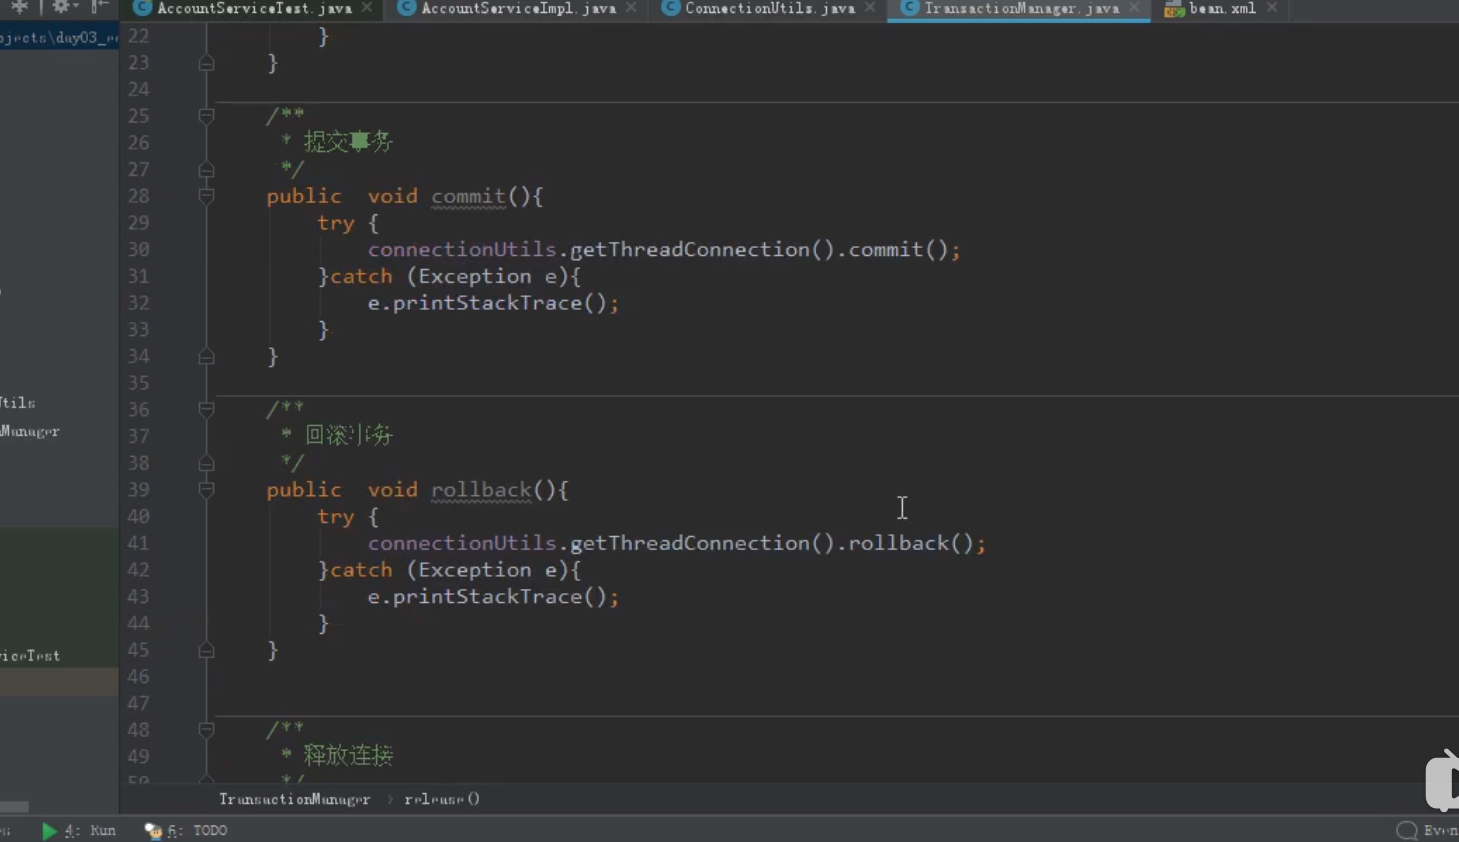 AccountServiceTest.java × AccountServiceImpl.java × ConnectionUtils.java × TransactionManager.java × bean.xml ×
22 }
23 }
24
25 /**
26 * 提交事务
27 */
28 public void commit(){
29 try {
30 connectionUtils.getThreadConnection().commit();
31 }catch (Exception e){
32 e.printStackTrace();
33 }
34 }
35
36 /**
37 * 回滚事务
38 */
39 public void rollback(){
40 try {
41 connectionUtils.getThreadConnection().rollback();
42 }catch (Exception e){
43 e.printStackTrace();
44 }
45 }
46
47
48 /**
49 * 释放连接
50 */
ojects\day03_e
Utils
nManager
viceTest
TransactionManager > release()
4: Run 6: TODO Even